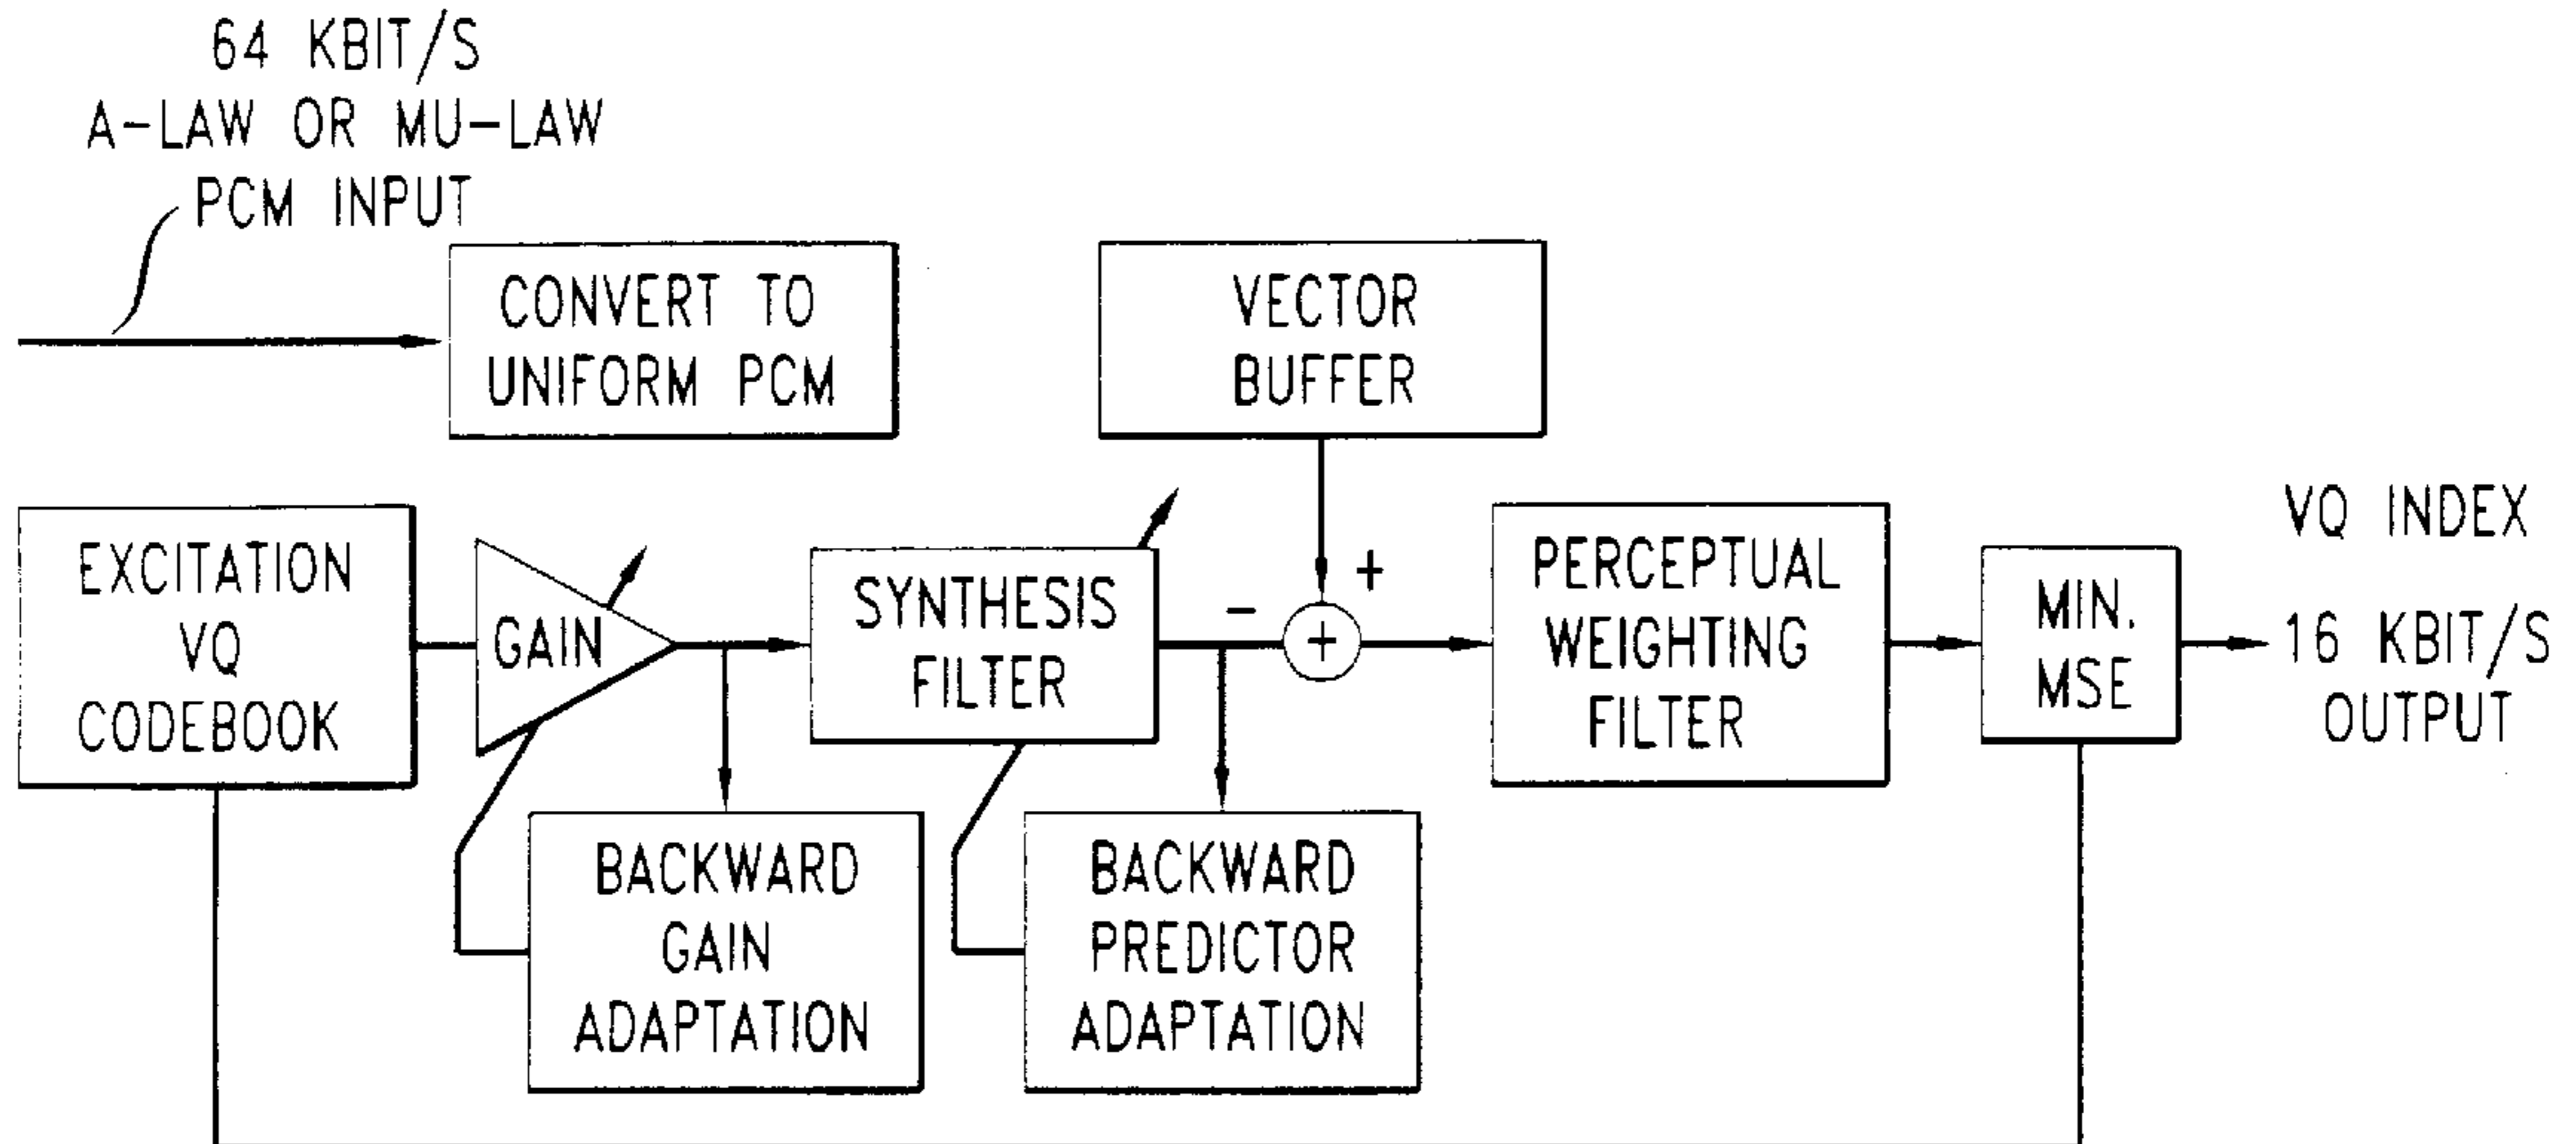 64 KBIT/S
A-LAW OR MU-LAW
PCM INPUT
CONVERT TO
UNIFORM PCM
VECTOR
BUFFER
EXCITATION
VQ
CODEBOOK
GAIN
SYNTHESIS
FILTER
-
+
+
PERCEPTUAL
WEIGHTING
FILTER
MIN.
MSE
VQ INDEX
16 KBIT/S
OUTPUT
BACKWARD
GAIN
ADAPTATION
BACKWARD
PREDICTOR
ADAPTATION